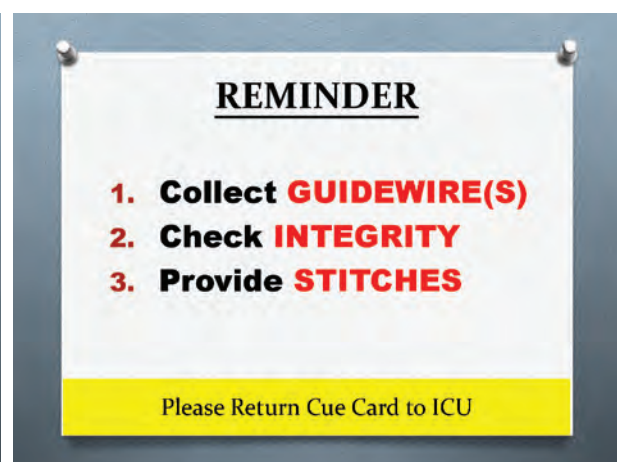 REMINDER
1. Collect GUIDEWIRE(S)
2. Check INTEGRITY
3. Provide STITCHES
Please Return Cue Card to ICU